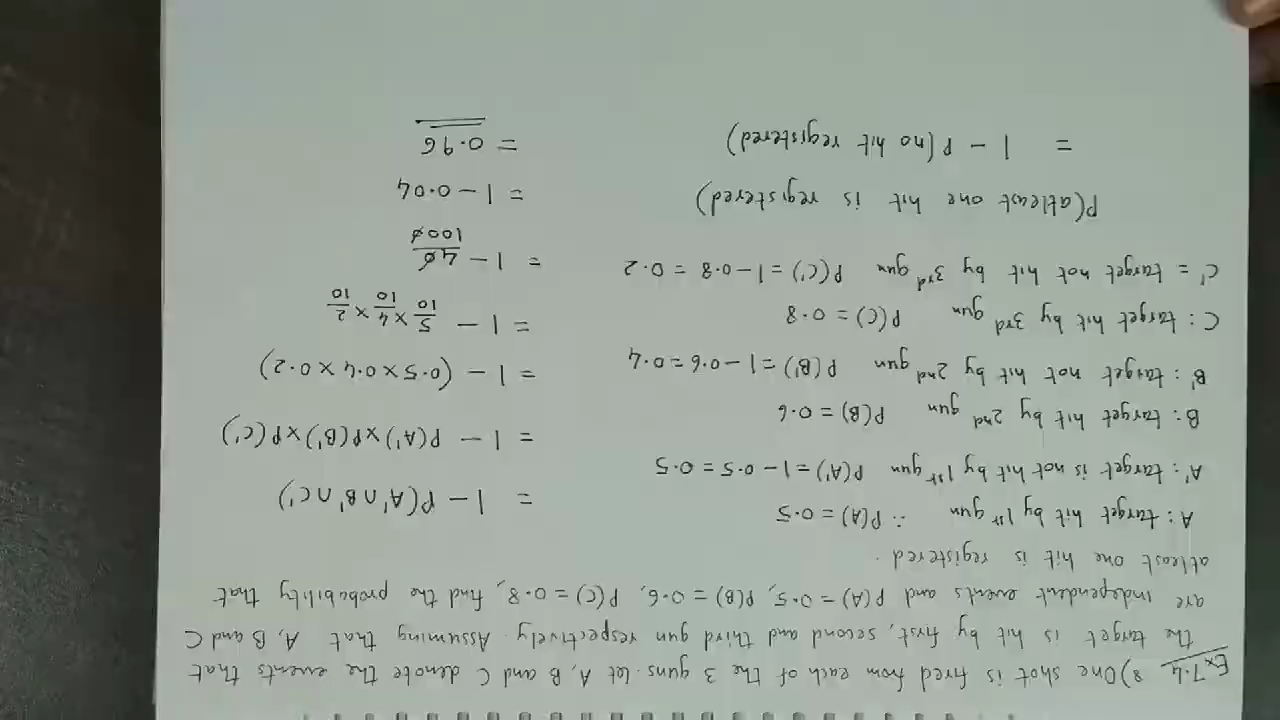 Ex 7.4 8) One shot is fired from each of the 3 guns. Let A, B and C denote the events that
the target is hit by first, second and third gun respectively. Assuming that A, B and C
are independent events and P(A) = 0.5, P(B) = 0.6, P(C) = 0.8, find the probability that
atleast one hit is registered.
A : target hit by 1st gun ∴ P(A) = 0.5
A' : target is not hit by 1st gun P(A') = 1 - 0.5 = 0.5
B : target hit by 2nd gun P(B) = 0.6
B' : target not hit by 2nd gun P(B') = 1 - 0.6 = 0.4
C : target hit by 3rd gun P(C) = 0.8
C' = target not hit by 3rd gun P(C') = 1 - 0.8 = 0.2
P(atleast one hit is registered)
= 1 - P(no hit registered)
= 1 - P(A' ∩ B' ∩ C')
= 1 - P(A') × P(B') × P(C')
= 1 - (0.5 × 0.4 × 0.2)
= 1 - 5/10 × 4/10 × 2/10
= 1 - 40/1000
= 1 - 0.04
= 0.96